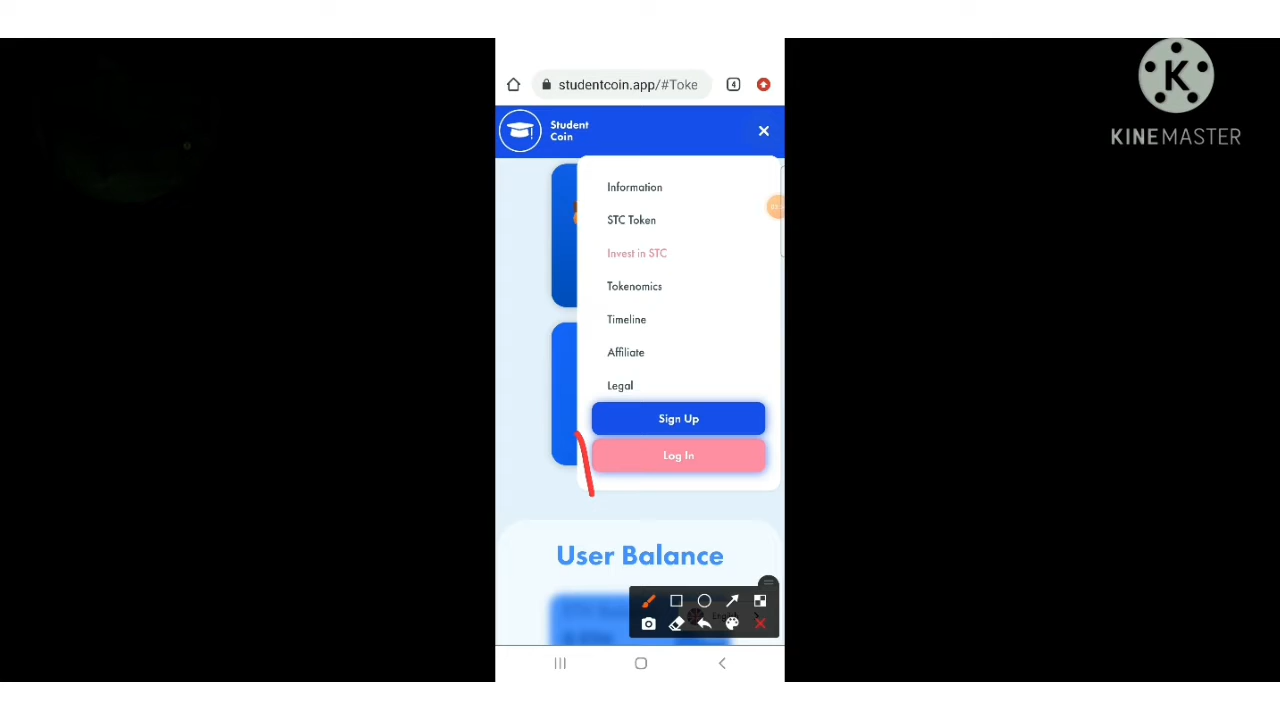 studentcoin.app/#Toke
4
Student
Coin
Information
STC Token
Invest in STC
Tokenomics
Timeline
Affiliate
Legal
Sign Up
Log In
User Balance
K
KINEMASTER